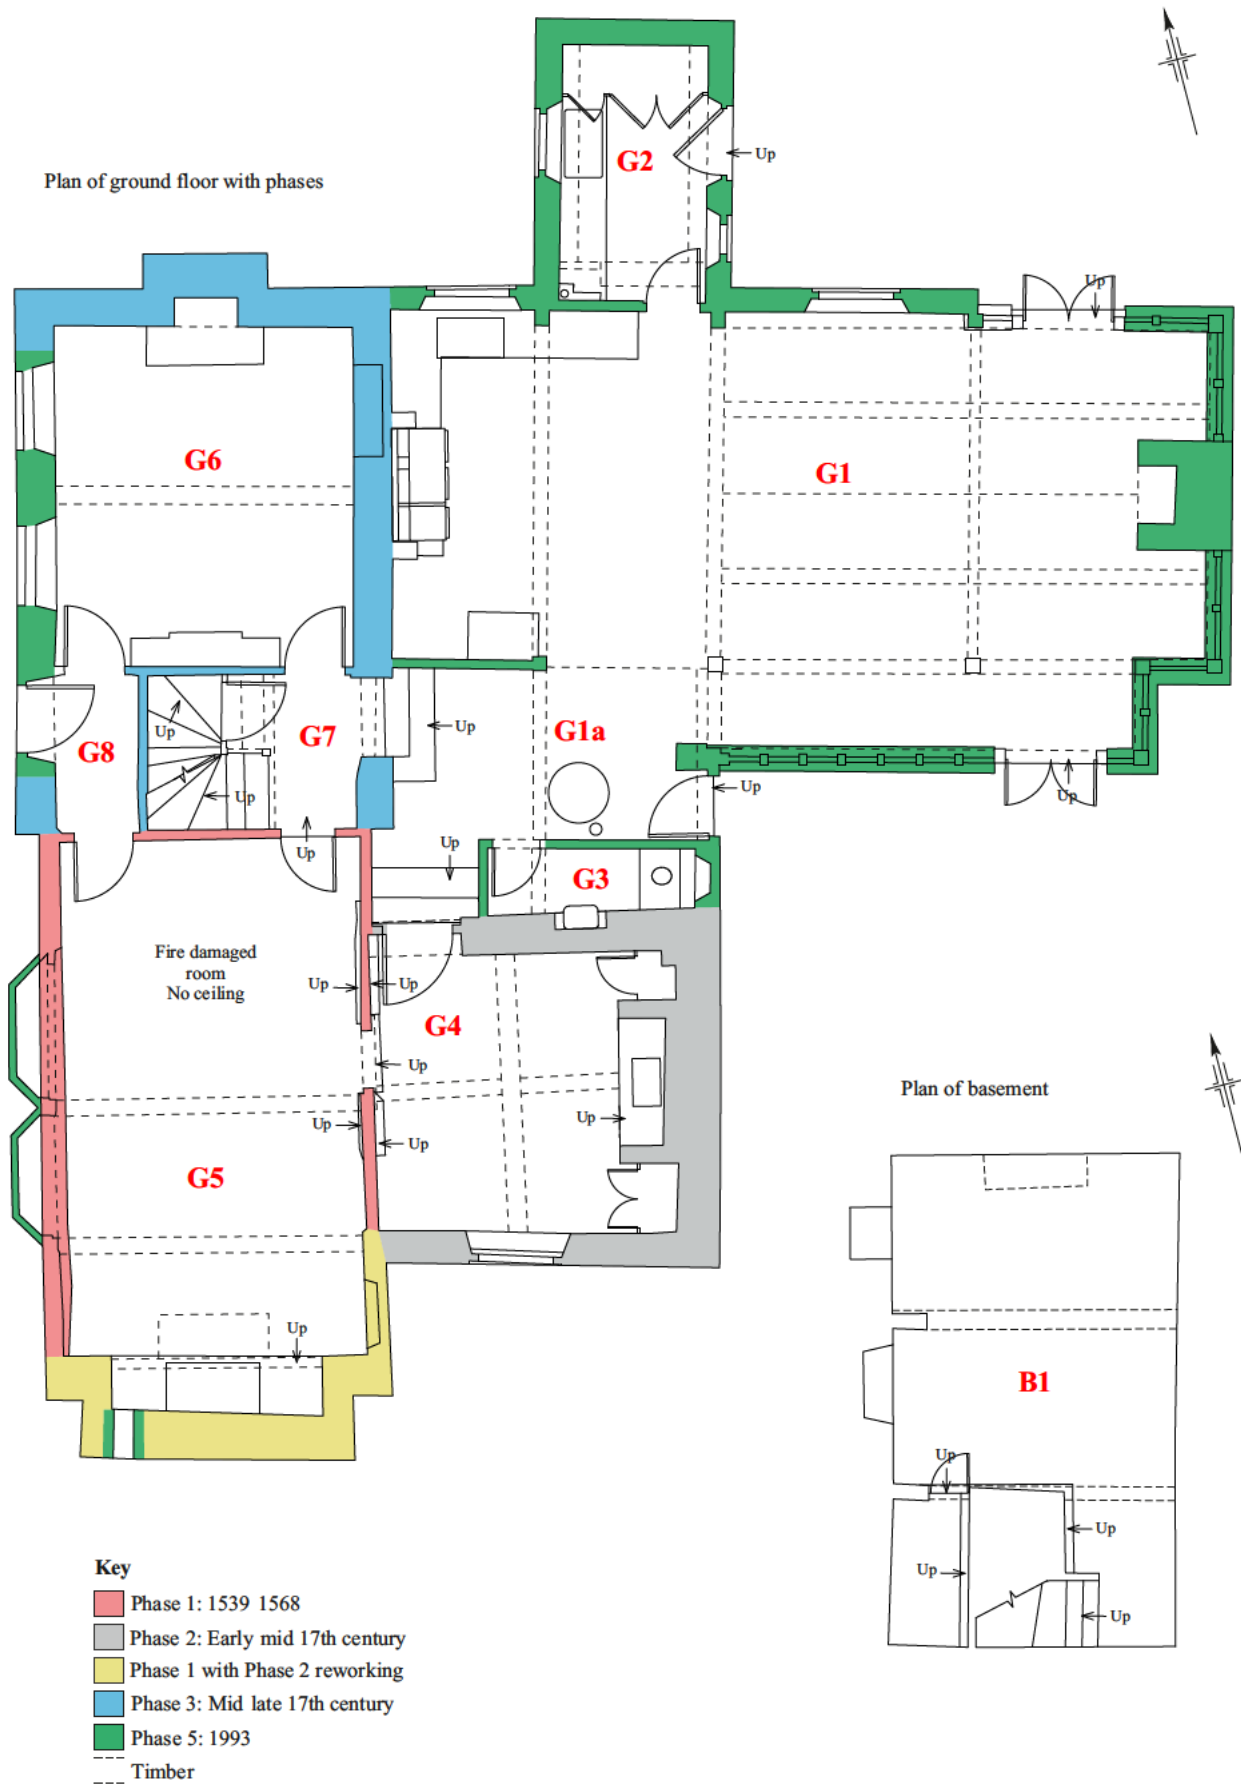 Plan of ground floor with phases
G2
Up
Up
G6
G1
Up
G8
Up
G7
Up
G1a
Up
Up
Up
Up
Up
G3
Fire damaged
room
No ceiling
Up
Up
G4
Up
Up
Up
Up
G5
Up
Plan of basement
B1
Up
Up
Up
Up
Key
Phase 1: 1539 1568
Phase 2: Early mid 17th century
Phase 1 with Phase 2 reworking
Phase 3: Mid late 17th century
Phase 5: 1993
Timber